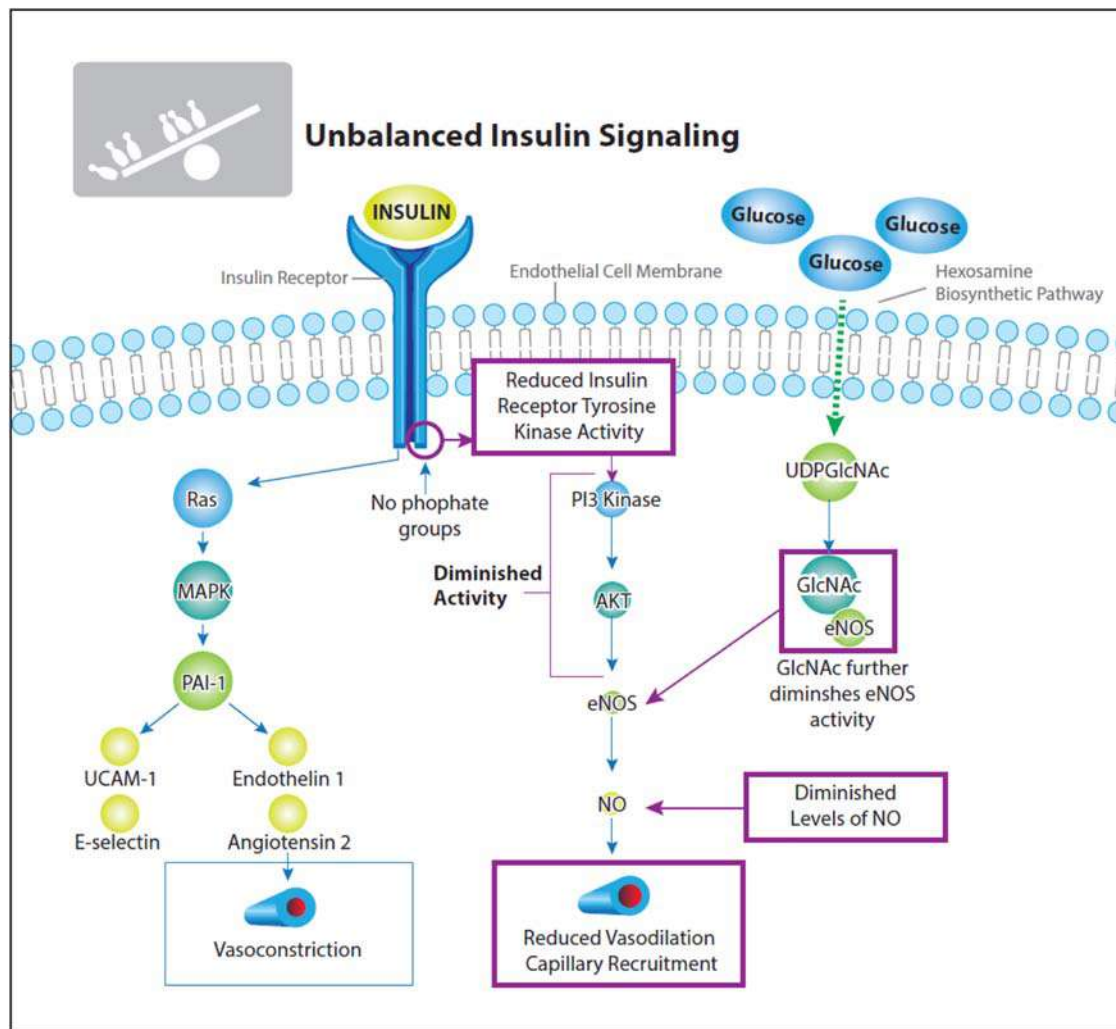 Unbalanced Insulin Signaling
INSULIN
Glucose
Glucose
Glucose
Insulin Receptor
Endothelial Cell Membrane
Hexosamine
Biosynthetic Pathway
Reduced Insulin
Receptor Tyrosine
Kinase Activity
No phophate
groups
Ras
MAPK
PAI-1
UCAM-1
E-selectin
Endothelin 1
Angiotensin 2
Vasoconstriction
Diminished
Activity
PI3 Kinase
AKT
eNOS
NO
Reduced Vasodilation
Capillary Recruitment
UDPGlcNAc
GlcNAc
eNOS
GlcNAc further
diminshes eNOS
activity
Diminished
Levels of NO